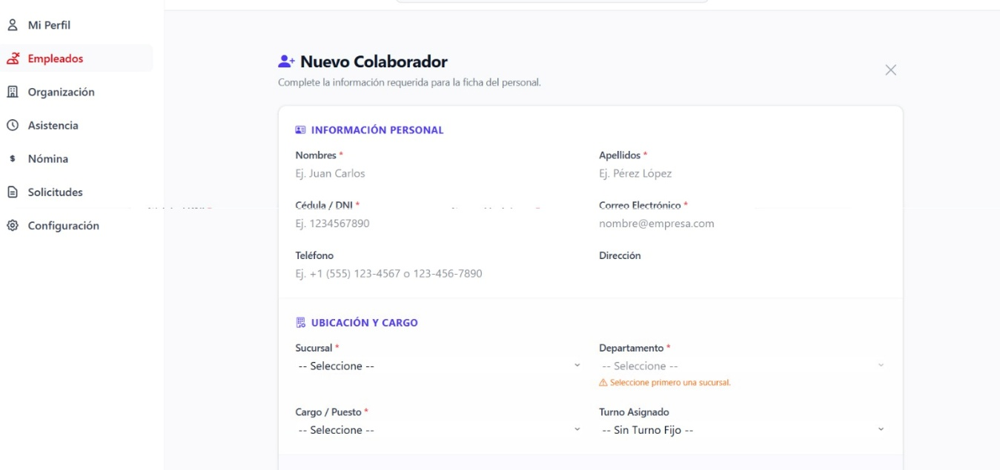 Mi Perfil
Empleados
Organización
Asistencia
Nómina
Solicitudes
Configuración
Nuevo Colaborador
Complete la información requerida para la ficha del personal.
INFORMACIÓN PERSONAL
Nombres *
Ej. Juan Carlos
Apellidos *
Ej. Pérez López
Cédula / DNI *
Ej. 1234567890
Correo Electrónico *
nombre@empresa.com
Teléfono
Ej. +1 (555) 123-4567 o 123-456-7890
Dirección
UBICACIÓN Y CARGO
Sucursal *
-- Seleccione --
Departamento *
-- Seleccione --
Seleccione primero una sucursal.
Cargo / Puesto *
-- Seleccione --
Turno Asignado
-- Sin Turno Fijo --